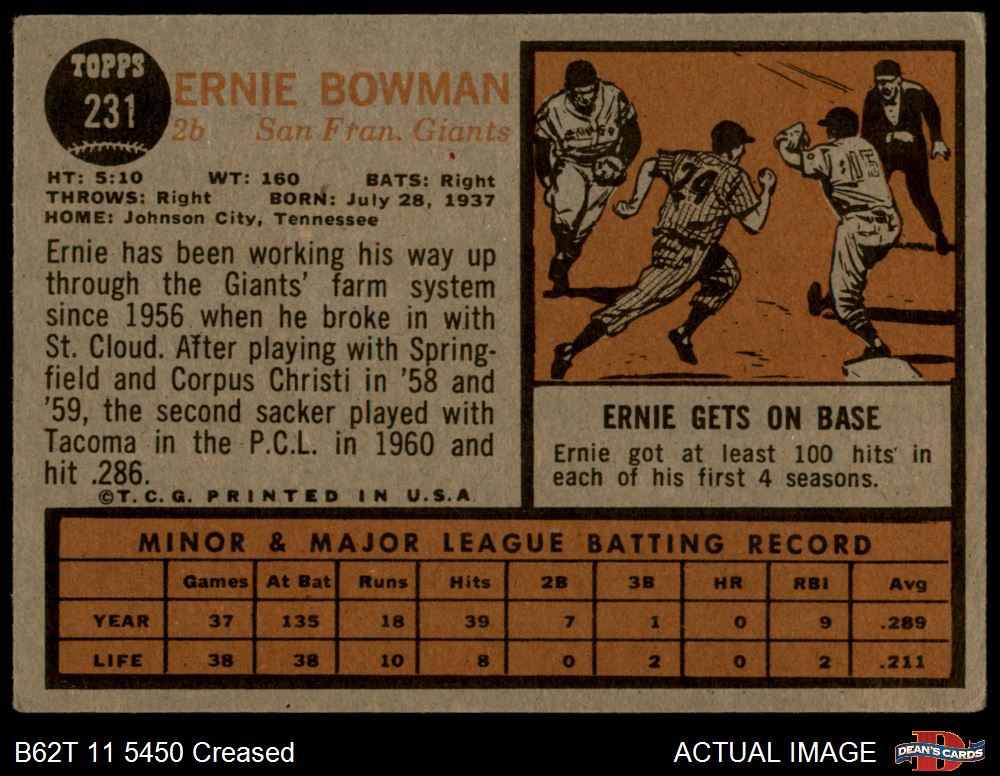 TOPPS
231
ERNIE BOWMAN
2b San Fran. Giants
HT: 5:10 WT: 160 BATS: Right
THROWS: Right BORN: July 28, 1937
HOME: Johnson City, Tennessee
Ernie has been working his way up
through the Giants' farm system
since 1956 when he broke in with
St. Cloud. After playing with Spring-
field and Corpus Christi in '58 and
'59, the second sacker played with
Tacoma in the P.C.L. in 1960 and
hit .286.
©T.C.G. PRINTED IN U.S.A.
24
15
ERNIE GETS ON BASE
Ernie got at least 100 hits in
each of his first 4 seasons.
MINOR & MAJOR LEAGUE BATTING RECORD
Games At Bat Runs Hits 2B 3B HR RBI Avg
YEAR 37 135 18 39 7 1 0 9 .289
LIFE 38 38 10 8 0 2 0 2 .211
B62T 11 5450 Creased
ACTUAL IMAGE
DEAN'S CARDS